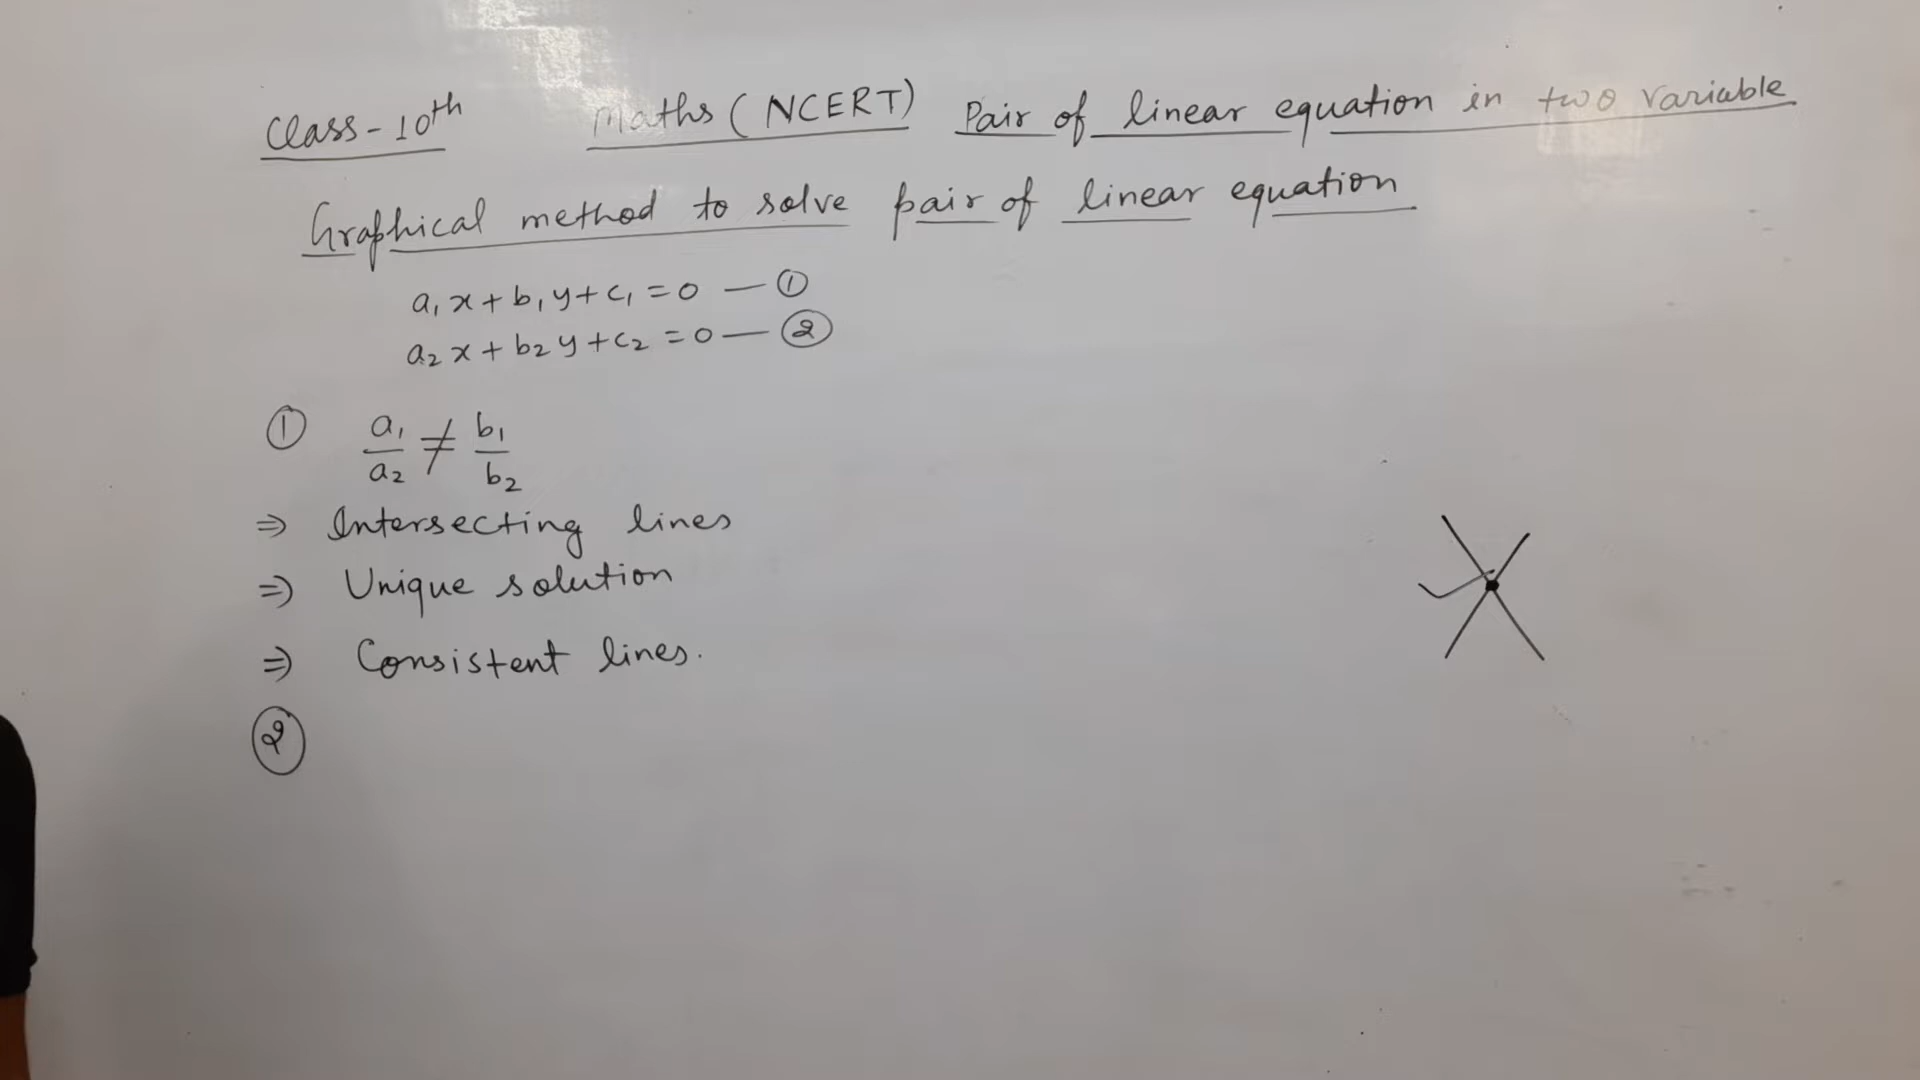 Class-10th Maths (NCERT) Pair of linear equation in two variable
Graphical method to solve pair of linear equation
a₁x + b₁y + c₁ = 0 — ①
a₂x + b₂y + c₂ = 0 — ②
① a₁/a₂ ≠ b₁/b₂
⇒ Intersecting lines
⇒ Unique solution
⇒ Consistent lines.
②